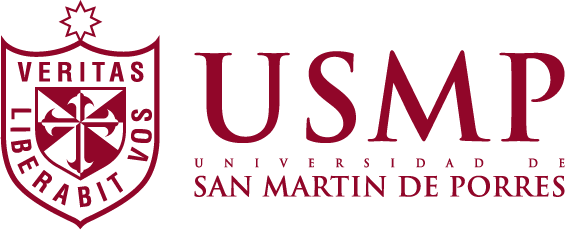 VERITAS
LIBERABIT VOS
USMP
UNIVERSIDAD DE
SAN MARTIN DE PORRES